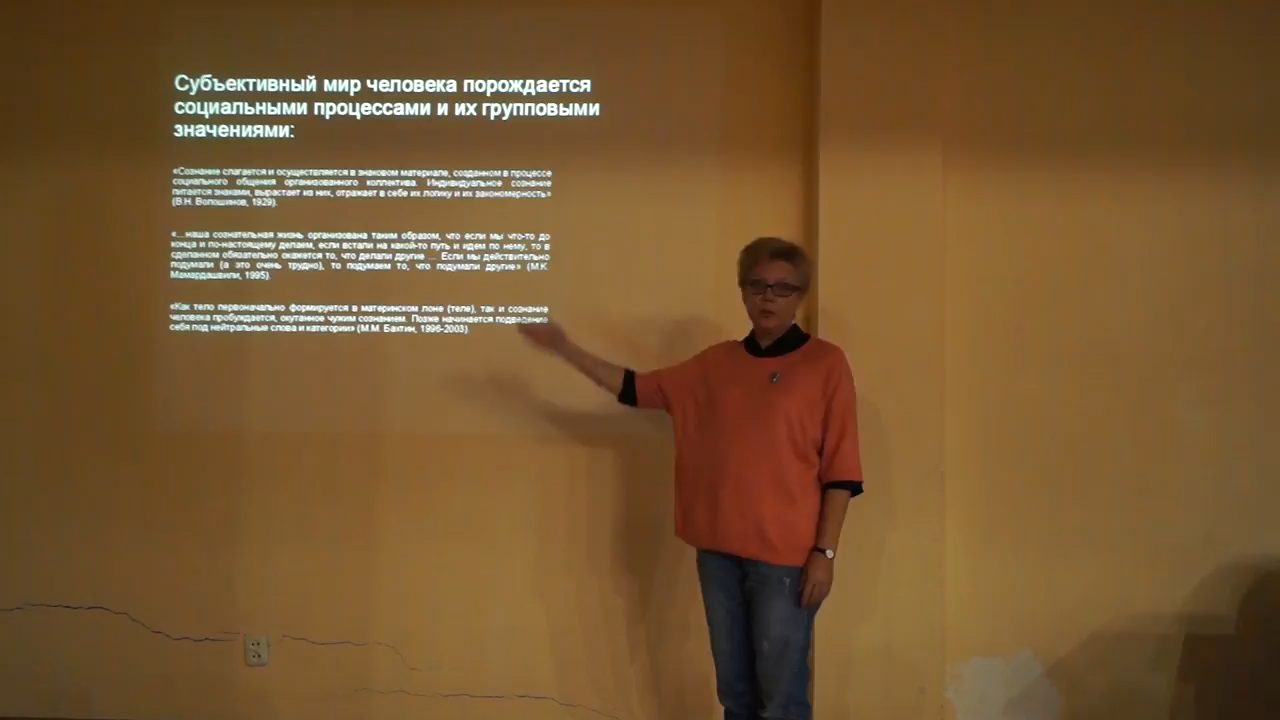 Субъективный мир человека порождается
социальными процессами и их групповыми
значениями:
«Сознание слагается и осуществляется в знаковом материале, созданном в процессе
социального общения организованного коллектива. Индивидуальное сознание
питается знаками, вырастает из них, отражает в себе их логику и их закономерность»
(В.Н. Волошинов, 1929).
«...наша сознательная жизнь организована таким образом, что если мы что-то до
конца и по-настоящему делаем, если встали на какой-то путь и идем по нему, то в
сделанном обязательно окажется то, что делали другие ... Если мы действительно
подумали (а это очень трудно), то подумаем то, что подумали другие» (М.К.
Мамардашвили, 1995).
«Как тело первоначально формируется в материнском лоне (теле), так и сознание
человека пробуждается, окутанное чужим сознанием. Позже начинается подведение
себя под нейтральные слова и категории» (М.М. Бахтин, 1996-2003)